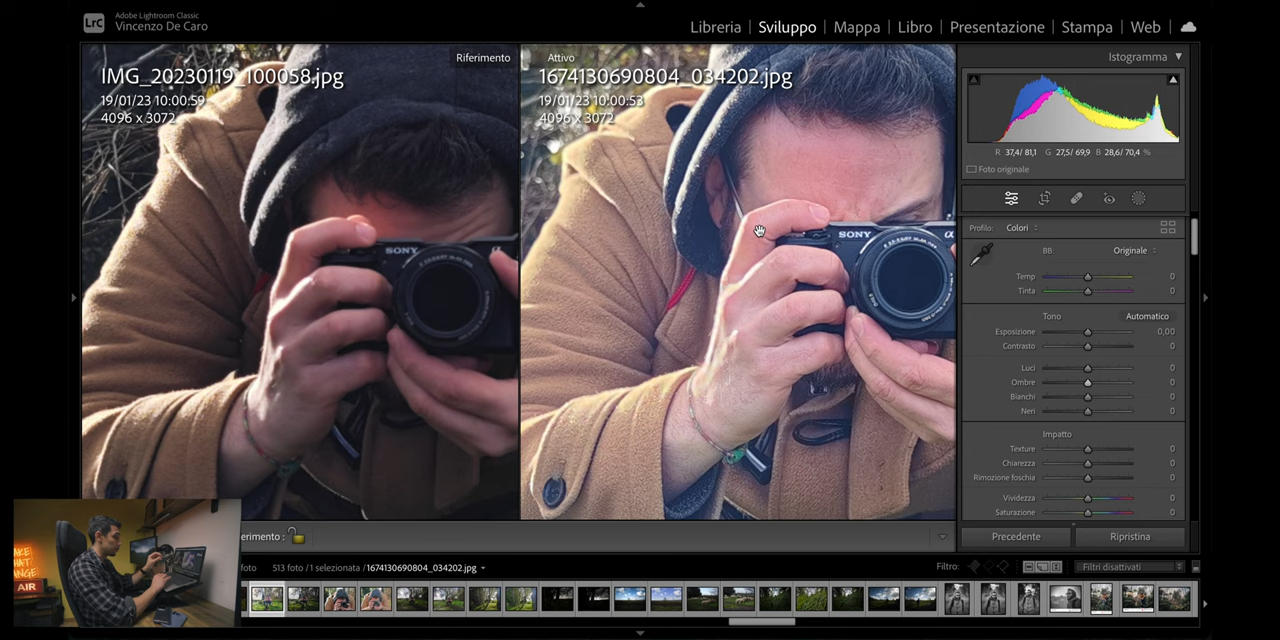 LrC
Adobe Lightroom Classic
Vincenzo De Caro
Libreria | Sviluppo | Mappa | Libro | Presentazione | Stampa | Web
Riferimento
IMG_20230119_100058.jpg
19/01/23 10:00:59
4096 x 3072
Attivo
1674130690804_034202.jpg
19/01/23 10:00:53
4096 x 3072
SONY
SONY
Istogramma
R 37,4/ 81,1 G 27,5/ 69,9 B 28,6/ 70,4 %
Foto originale
Profilo: Colori
BB: Originale
Temp 0
Tinta 0
Tono Automatico
Esposizione 0,00
Contrasto 0
Luci 0
Ombre 0
Bianchi 0
Neri 0
Impatto
Texture 0
Chiarezza 0
Rimozione foschia 0
Vividezza 0
Saturazione 0
Precedente Ripristina
erimento :
foto 513 foto /1 selezionata /1674130690804_034202.jpg
Filtro: Filtri disattivati
AIR